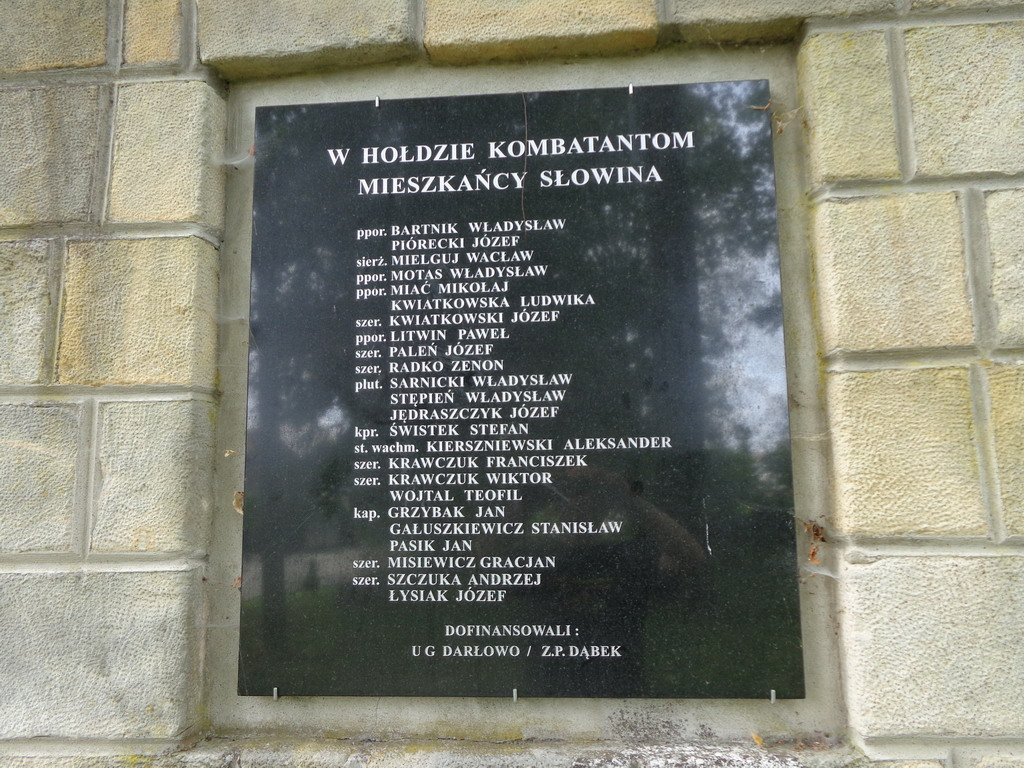 W HOŁDZIE KOMBATANTOM
MIESZKAŃCY SŁOWINA
ppor. BARTNIK WŁADYSŁAW
PIÓRECKI JÓZEF
sierż. MIELGUJ WACŁAW
ppor. MOTAS WŁADYSŁAW
ppor. MIAĆ MIKOŁAJ
KWIATKOWSKA LUDWIKA
szer. KWIATKOWSKI JÓZEF
ppor. LITWIN PAWEŁ
szer. PALEŃ JÓZEF
szer. RADKO ZENON
plut. SARNICKI WŁADYSŁAW
STĘPIEŃ WŁADYSŁAW
JĘDRASZCZYK JÓZEF
kpr. ŚWISTEK STEFAN
st. wachm. KIERSZNIEWSKI ALEKSANDER
szer. KRAWCZUK FRANCISZEK
szer. KRAWCZUK WIKTOR
WOJTAL TEOFIL
kap. GRZYBAK JAN
GAŁUSZKIEWICZ STANISŁAW
PASIK JAN
szer. MISIEWICZ GRACJAN
szer. SZCZUKA ANDRZEJ
ŁYSIAK JÓZEF
DOFINANSOWALI :
U G DARŁOWO / Z.P. DĄBEK